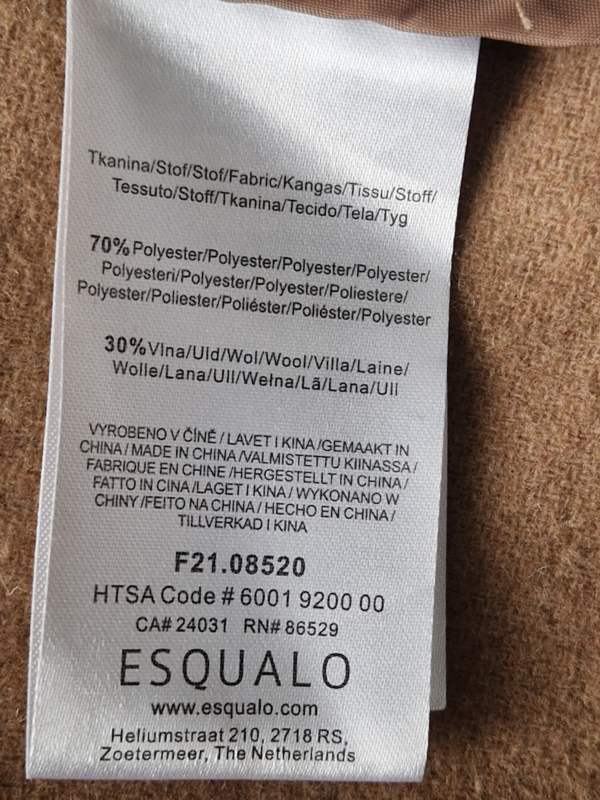 Tkanina/Stof/Stof/Fabric/Kangas/Tissu/Stoff/
Tessuto/Stoff/Tkanina/Tecido/Tela/Tyg
70% Polyester/Polyester/Polyester/Polyester/
Polyesteri/Polyester/Polyester/Poliestere/
Polyester/Poliester/Poliéster/Poliéster/Polyester
30% Vlna/Uld/Wol/Wool/Villa/Laine/
Wolle/Lana/Ull/Wełna/Lã/Lana/Ull
VYROBENO V ČÍNĚ / LAVET I KINA /GEMAAKT IN
CHINA / MADE IN CHINA /VALMISTETTU KIINASSA /
FABRIQUE EN CHINE /HERGESTELLT IN CHINA /
FATTO IN CINA /LAGET I KINA / WYKONANO W
CHINY /FEITO NA CHINA / HECHO EN CHINA /
TILLVERKAD I KINA
F21.08520
HTSA Code # 6001 9200 00
CA# 24031 RN# 86529
ESQUALO
www.esqualo.com
Heliumstraat 210, 2718 RS,
Zoetermeer, The Netherlands